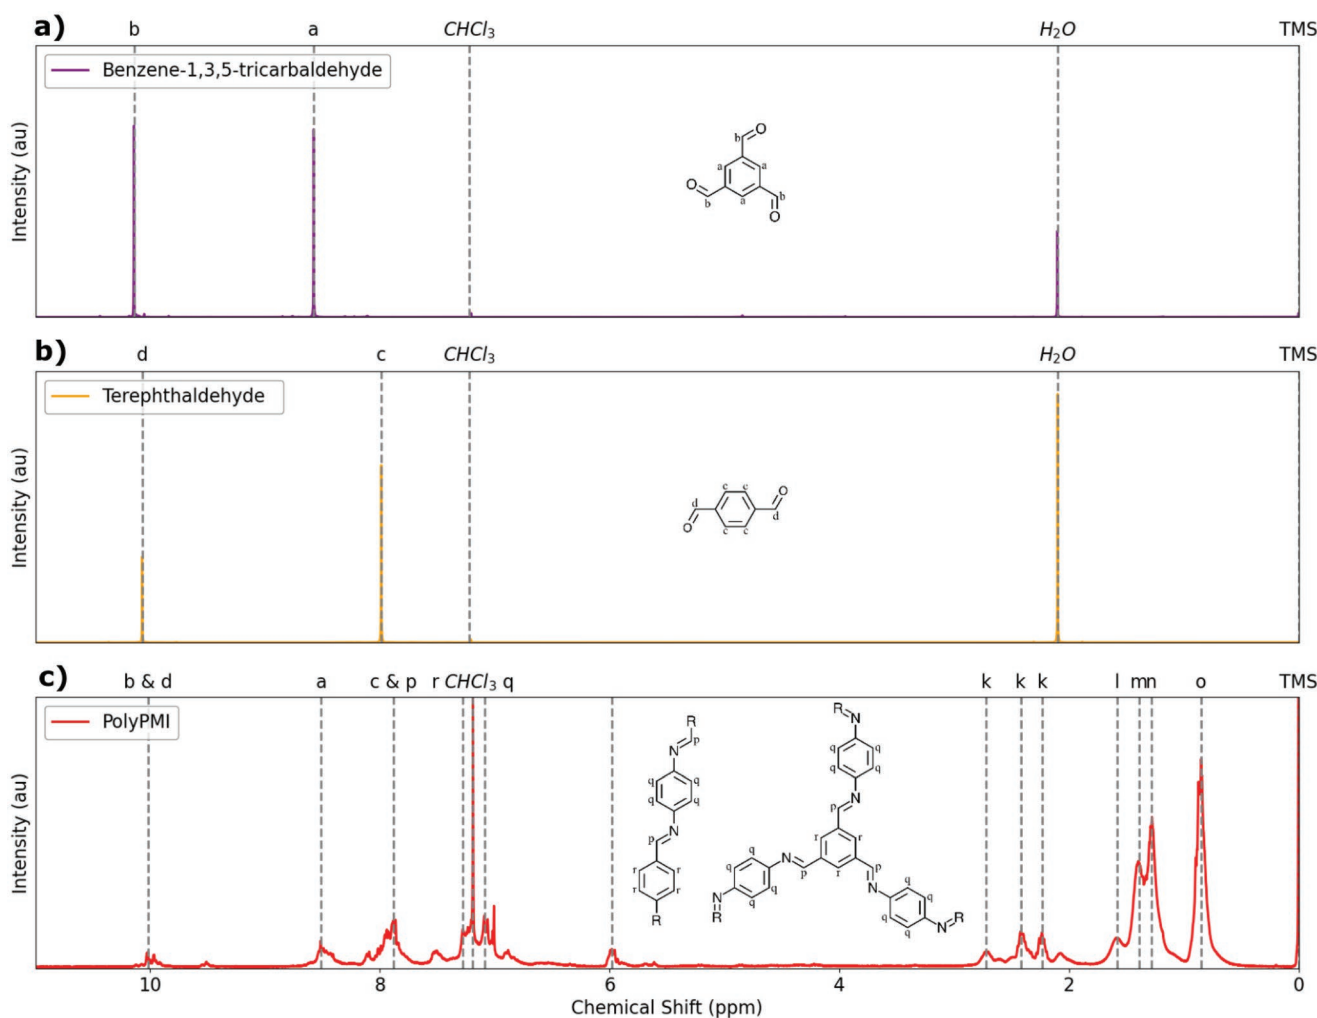 a)
b a CHCl3 H2O TMS
Benzene-1,3,5-tricarbaldehyde
Intensity (au)
O
b
a a
O
b a b
O
b)
d c CHCl3 H2O TMS
Terephthaldehyde
Intensity (au)
c c O
d
O c c d
c)
b & d a c & p r CHCl3 q k k k l m n o TMS
PolyPMI
Intensity (au)
R
p
N
q q
q q
N
p
r r
r r
R
R
N
q q
q q
N
p
r r
q N p r p
q q
q q
N
R
N q q
q q
N R
10 8 6 4 2 0
Chemical Shift (ppm)